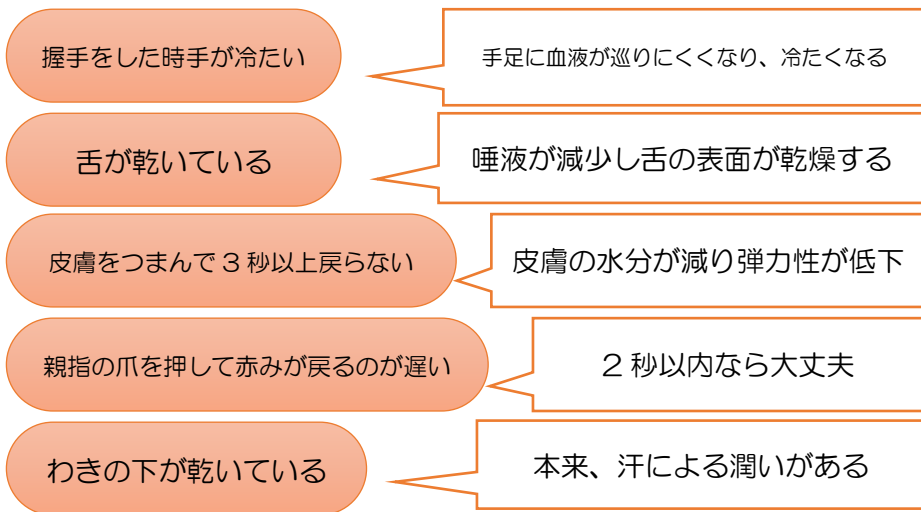 握手をした時手が冷たい
手足に血液が巡りにくくなり、冷たくなる
舌が乾いている
唾液が減少し舌の表面が乾燥する
皮膚をつまんで3秒以上戻らない
皮膚の水分が減り弾力性が低下
親指の爪を押して赤みが戻るのが遅い
2秒以内なら大丈夫
わきの下が乾いている
本来、汗による潤いがある